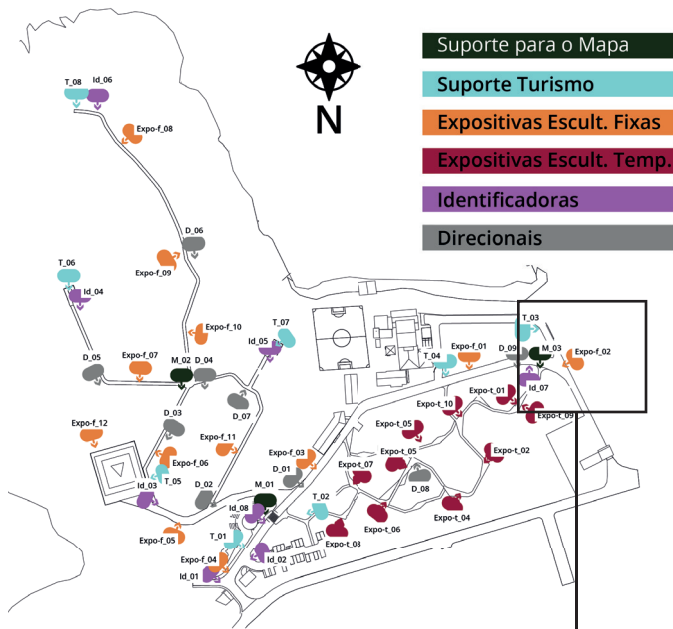 Suporte para o Mapa
Suporte Turismo
Expositivas Escult. Fixas
Expositivas Escult. Temp.
Identificadoras
Direcionais
N
T_08
Id_06
Expo-f_08
D_06
Expo-f_09
T_06
Id_04
Expo-f_10
T_07
Id_05
T_03
D_05
Expo-f_07
M_02
D_04
T_04
Expo-f_01
D_09
M_03
Expo-f_02
Id_07
D_03
D_07
Expo-t_01
Expo-t_10
Expo-t_09
Expo-f_12
Expo-t_05
Expo-f_11
Expo-t_02
Expo-f_03
Expo-f_06
Expo-t_07
Expo-t_05
D_01
T_05
D_08
Id_03
D_02
M_01
Id_08
T_02
Expo-t_04
Expo-t_06
Expo-f_05
T_01
Expo-t_08
Expo-f_04
Id_02
Id_01